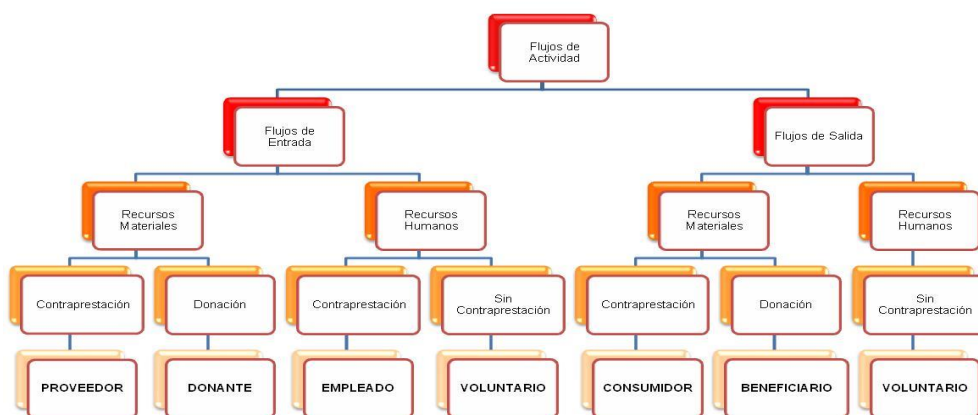 Flujos de
Actividad
Flujos de
Entrada
Flujos de Salida
Recursos
Materiales
Recursos
Humanos
Recursos
Materiales
Recursos
Humanos
Contraprestación
Donación
Contraprestación
Sin
Contraprestación
Contraprestación
Donación
Sin
Contraprestación
PROVEEDOR
DONANTE
EMPLEADO
VOLUNTARIO
CONSUMIDOR
BENEFICIARIO
VOLUNTARIO